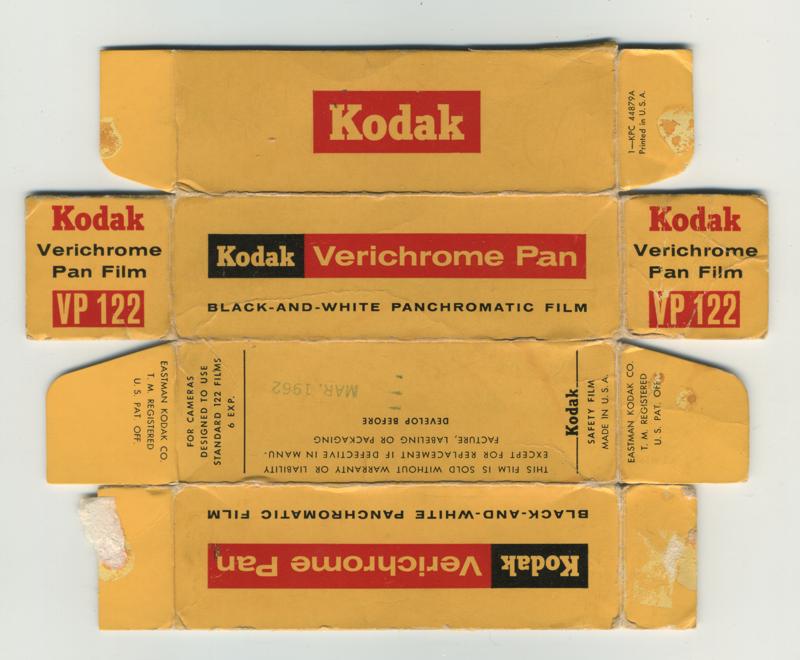 Kodak
1—KPC 44879A
Printed in U.S.A.
Kodak
Verichrome
Pan Film
VP 122
Kodak Verichrome Pan
BLACK-AND-WHITE PANCHROMATIC FILM
Kodak
Verichrome
Pan Film
VP 122
EASTMAN KODAK CO.
T. M. REGISTERED
U. S. PAT. OFF.
FOR CAMERAS
DESIGNED TO USE
STANDARD 122 FILMS
6 EXP.
THIS FILM IS SOLD WITHOUT WARRANTY OR LIABILITY
EXCEPT FOR REPLACEMENT IF DEFECTIVE IN MANU-
FACTURE, LABELING OR PACKAGING
DEVELOP BEFORE
MAR. 1962
Kodak
SAFETY FILM
MADE IN U. S. A.
EASTMAN KODAK CO.
T. M. REGISTERED
U. S. PAT. OFF.
Kodak Verichrome Pan
BLACK-AND-WHITE PANCHROMATIC FILM